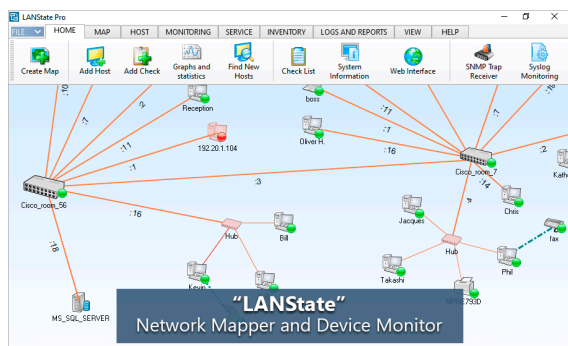 LANState Pro
FILE HOME MAP HOST MONITORING SERVICE INVENTORY LOGS AND REPORTS VIEW HELP
Create Map Add Host Add Check Graphs and statistics Find New Hosts Check List System Information Web Interface SNMP Trap Receiver Syslog Monitoring
:10
:7
:2
Reception
:11
192.20.1.104
:1
boss
:11
:1
Oliver H.
:16
:7
:2
Cisco_room_7
:14
Chris
Cisco_room_56
:3
:16
Hub
Bill
:18
Kevin
Jacques
Hub
fax
Phil
Takashi
MS_SQL_SERVER
"LANState"
Network Mapper and Device Monitor